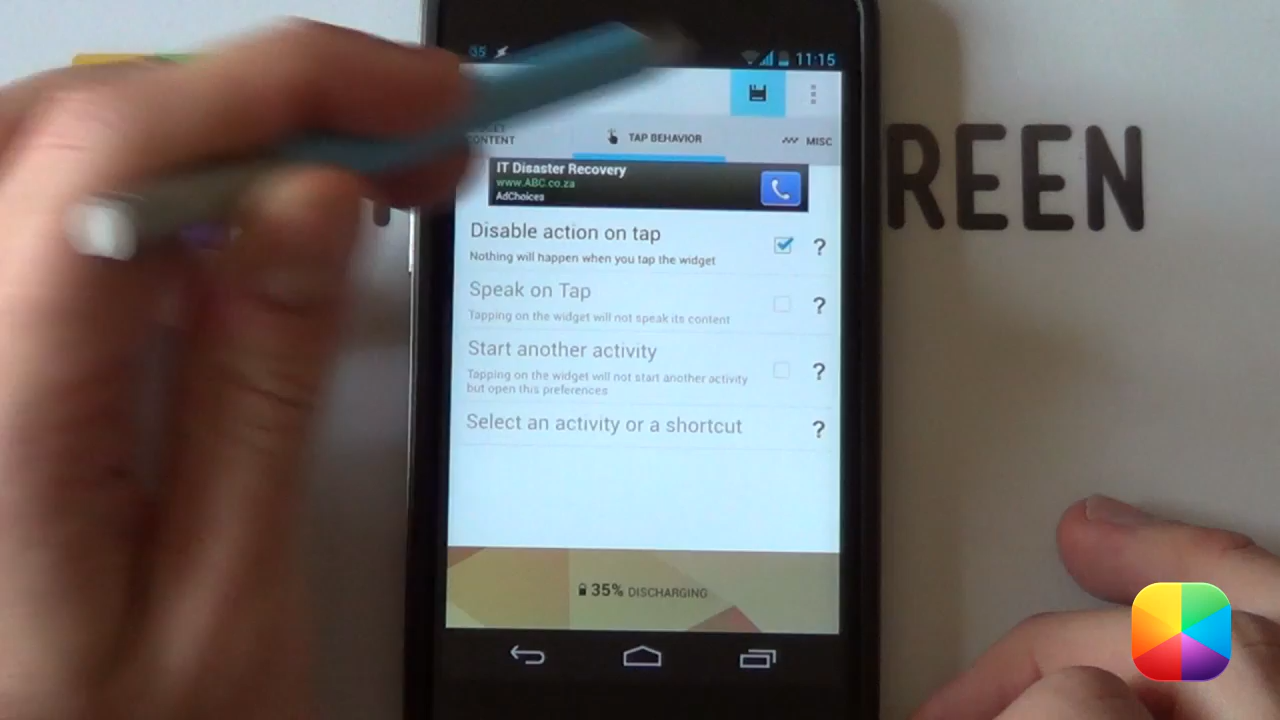 35
11:15
CONTENT
TAP BEHAVIOR
MISC
IT Disaster Recovery
www.ABC.co.za
AdChoices
REEN
Disable action on tap
?
Nothing will happen when you tap the widget
Speak on Tap
?
Tapping on the widget will not speak its content
Start another activity
?
Tapping on the widget will not start another activity
but open this preferences
Select an activity or a shortcut
?
35% DISCHARGING